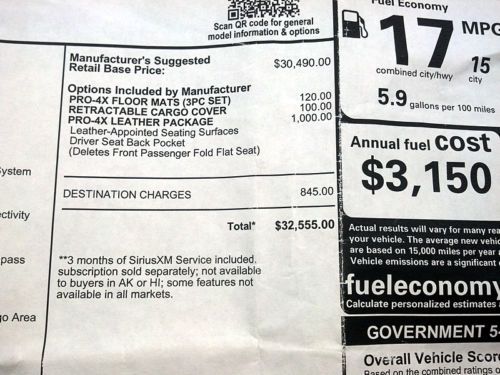 Scan QR code for general
model information & options
Manufacturer's Suggested
Retail Base Price: $30,490.00
Options Included by Manufacturer
PRO-4X FLOOR MATS (3PC SET) 120.00
RETRACTABLE CARGO COVER 100.00
PRO-4X LEATHER PACKAGE 1,000.00
Leather-Appointed Seating Surfaces
Driver Seat Back Pocket
(Deletes Front Passenger Fold Flat Seat)
DESTINATION CHARGES 845.00
Total* $32,555.00
**3 months of SiriusXM Service included.
subscription sold separately; not available
to buyers in AK or HI; some features not
available in all markets.
ystem
ectivity
pass
go Area
Fuel Economy
17 MPG
15
combined city/hwy city
5.9 gallons per 100 miles
Annual fuel cost
$3,150
Actual results will vary for many rea
your vehicle. The average new vehic
are based on 15,000 miles per year
Vehicle emissions are a significant
fueleconomy
Calculate personalized estimates
GOVERNMENT 5-
Overall Vehicle Score
Based on the combined ratings of